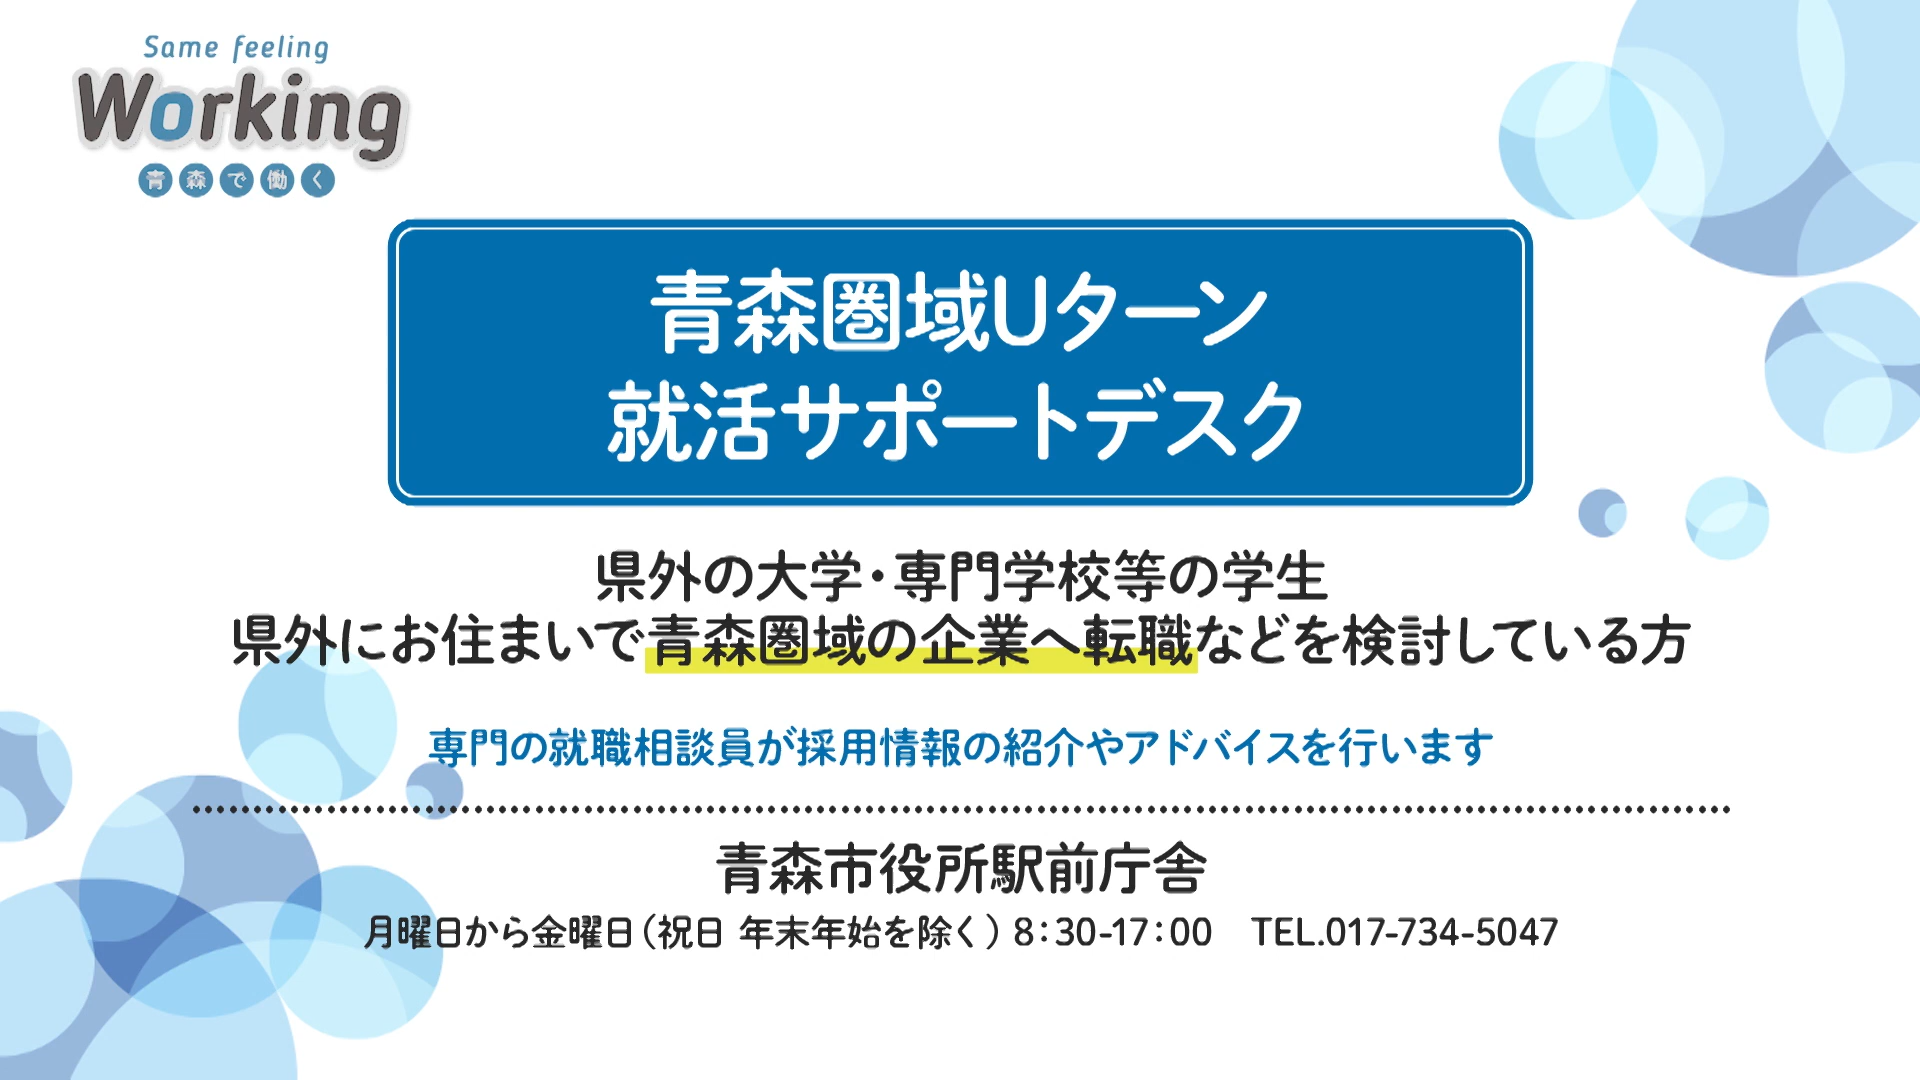 Same feeling
Working
青森で働く
青森圏域Uターン
就活サポートデスク
県外の大学・専門学校等の学生
県外にお住まいで青森圏域の企業へ転職などを検討している方
専門の就職相談員が採用情報の紹介やアドバイスを行います
青森市役所駅前庁舎
月曜日から金曜日（祝日 年末年始を除く）8：30-17：00　TEL.017-734-5047